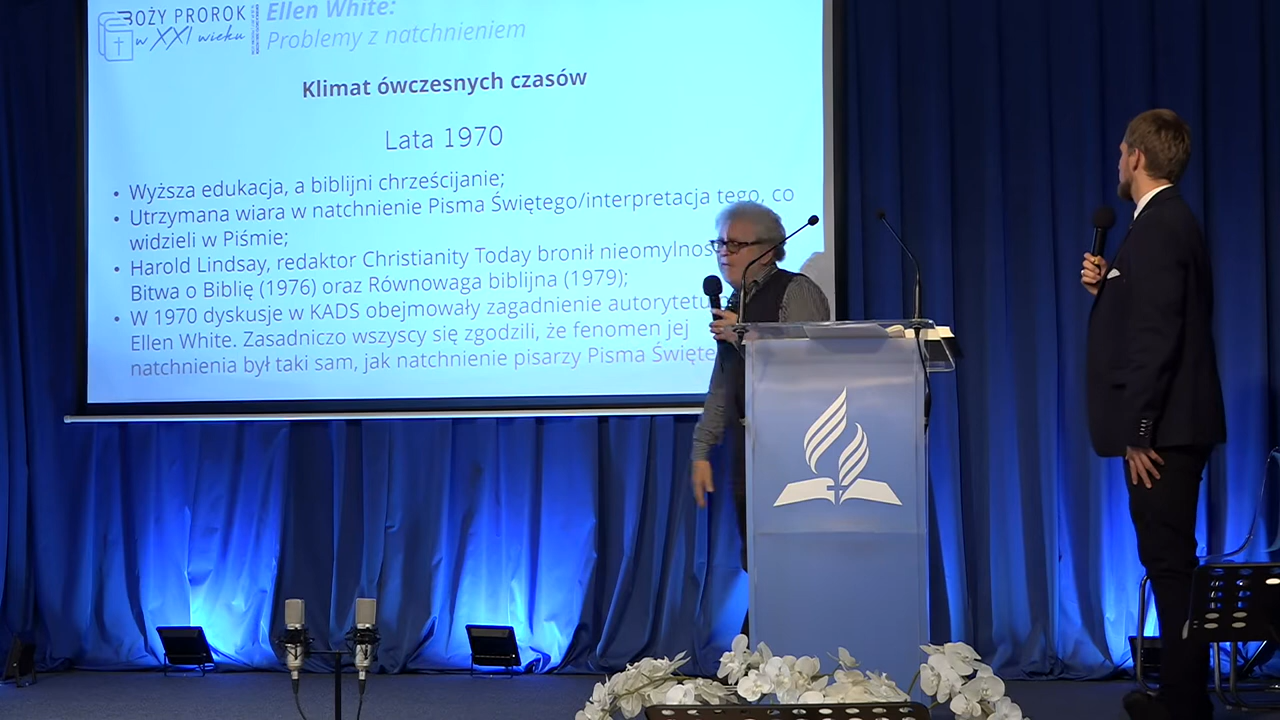 BOŻY PROROK
w XXI wieku
Ellen White:
Problemy z natchnieniem
Klimat ówczesnych czasów
Lata 1970
• Wyższa edukacja, a biblijni chrześcijanie;
• Utrzymana wiara w natchnienie Pisma Świętego/interpretacja tego, co
widzieli w Piśmie;
• Harold Lindsay, redaktor Christianity Today bronił
Bitwa o Biblię (1976) oraz Równowaga biblijna (1979);
• W 1970 dyskusje w KADS obejmowały zagadnienie autorytetu
Ellen White. Zasadniczo wszyscy się zgodzili, że fenomen jej
natchnienia był taki sam, jak natchnienie pisarzy Pisma